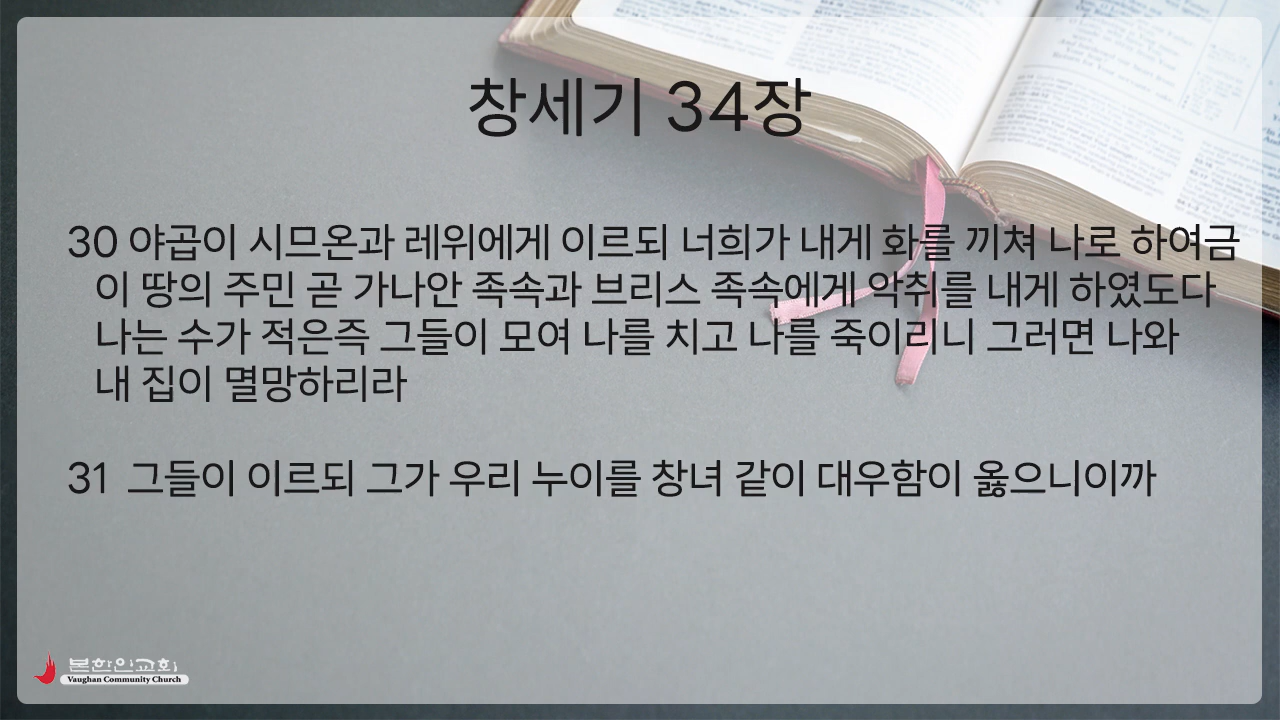 창세기 34장
30 야곱이 시므온과 레위에게 이르되 너희가 내게 화를 끼쳐 나로 하여금
이 땅의 주민 곧 가나안 족속과 브리스 족속에게 악취를 내게 하였도다
나는 수가 적은즉 그들이 모여 나를 치고 나를 죽이리니 그러면 나와
내 집이 멸망하리라
31 그들이 이르되 그가 우리 누이를 창녀 같이 대우함이 옳으니이까
본한인교회
Vaughan Community Church